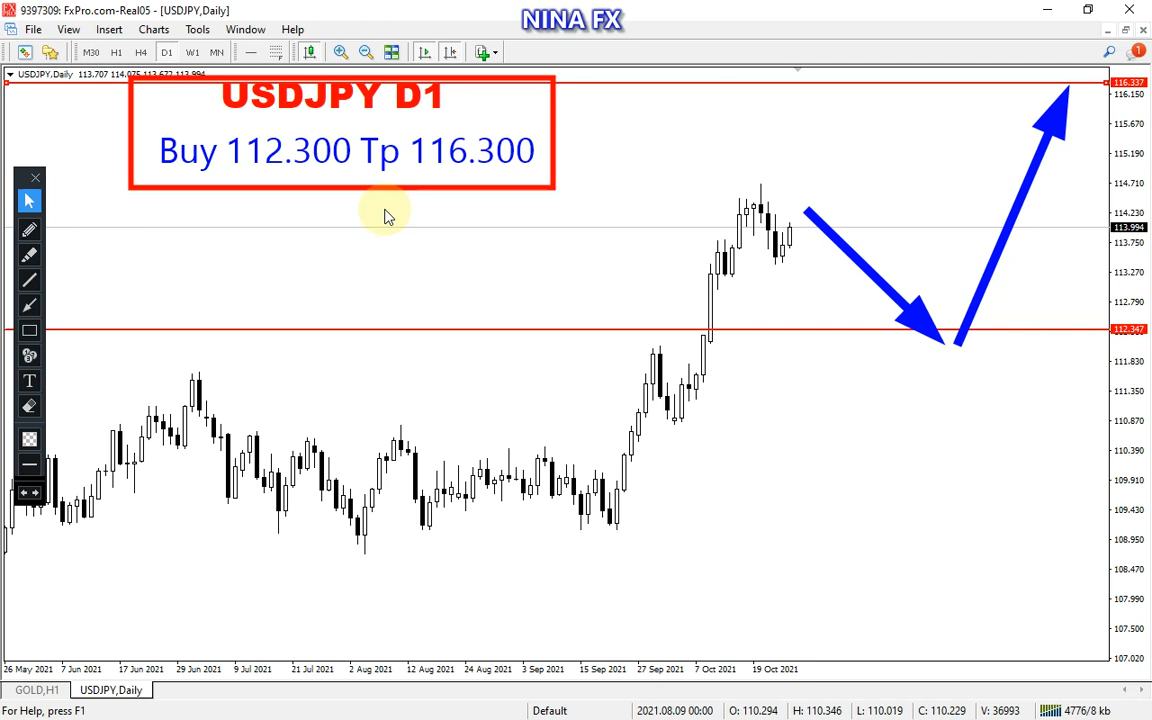 9397309: FxPro.com-Real05 - [USDJPY,Daily]
NINA FX
File View Insert Charts Tools Window Help
M30 H1 H4 D1 W1 MN
1
USDJPY,Daily 113.707 114.075 113.677 113.994
USDJPY D1
Buy 112.300 Tp 116.300
116.337
116.150
115.670
115.190
114.710
114.230
113.994
113.750
113.270
112.790
112.347
111.830
111.350
110.870
110.390
109.910
109.430
108.950
108.470
107.990
107.500
107.020
26 May 2021 7 Jun 2021 17 Jun 2021 29 Jun 2021 9 Jul 2021 21 Jul 2021 2 Aug 2021 12 Aug 2021 24 Aug 2021 3 Sep 2021 15 Sep 2021 27 Sep 2021 7 Oct 2021 19 Oct 2021
GOLD,H1 USDJPY,Daily
For Help, press F1 Default 2021.08.09 00:00 O: 110.294 H: 110.346 L: 110.019 C: 110.229 V: 36993 4776/8 kb